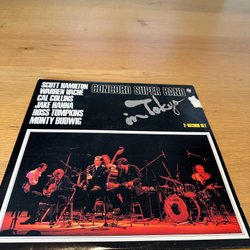 SCOTT HAMILTON
WARREN VACHÉ
CAL COLLINS
JAKE HANNA
ROSS TOMPKINS
MONTY BUDWIG
CONCORD SUPER BAND
in Tokyo
2-RECORD SET